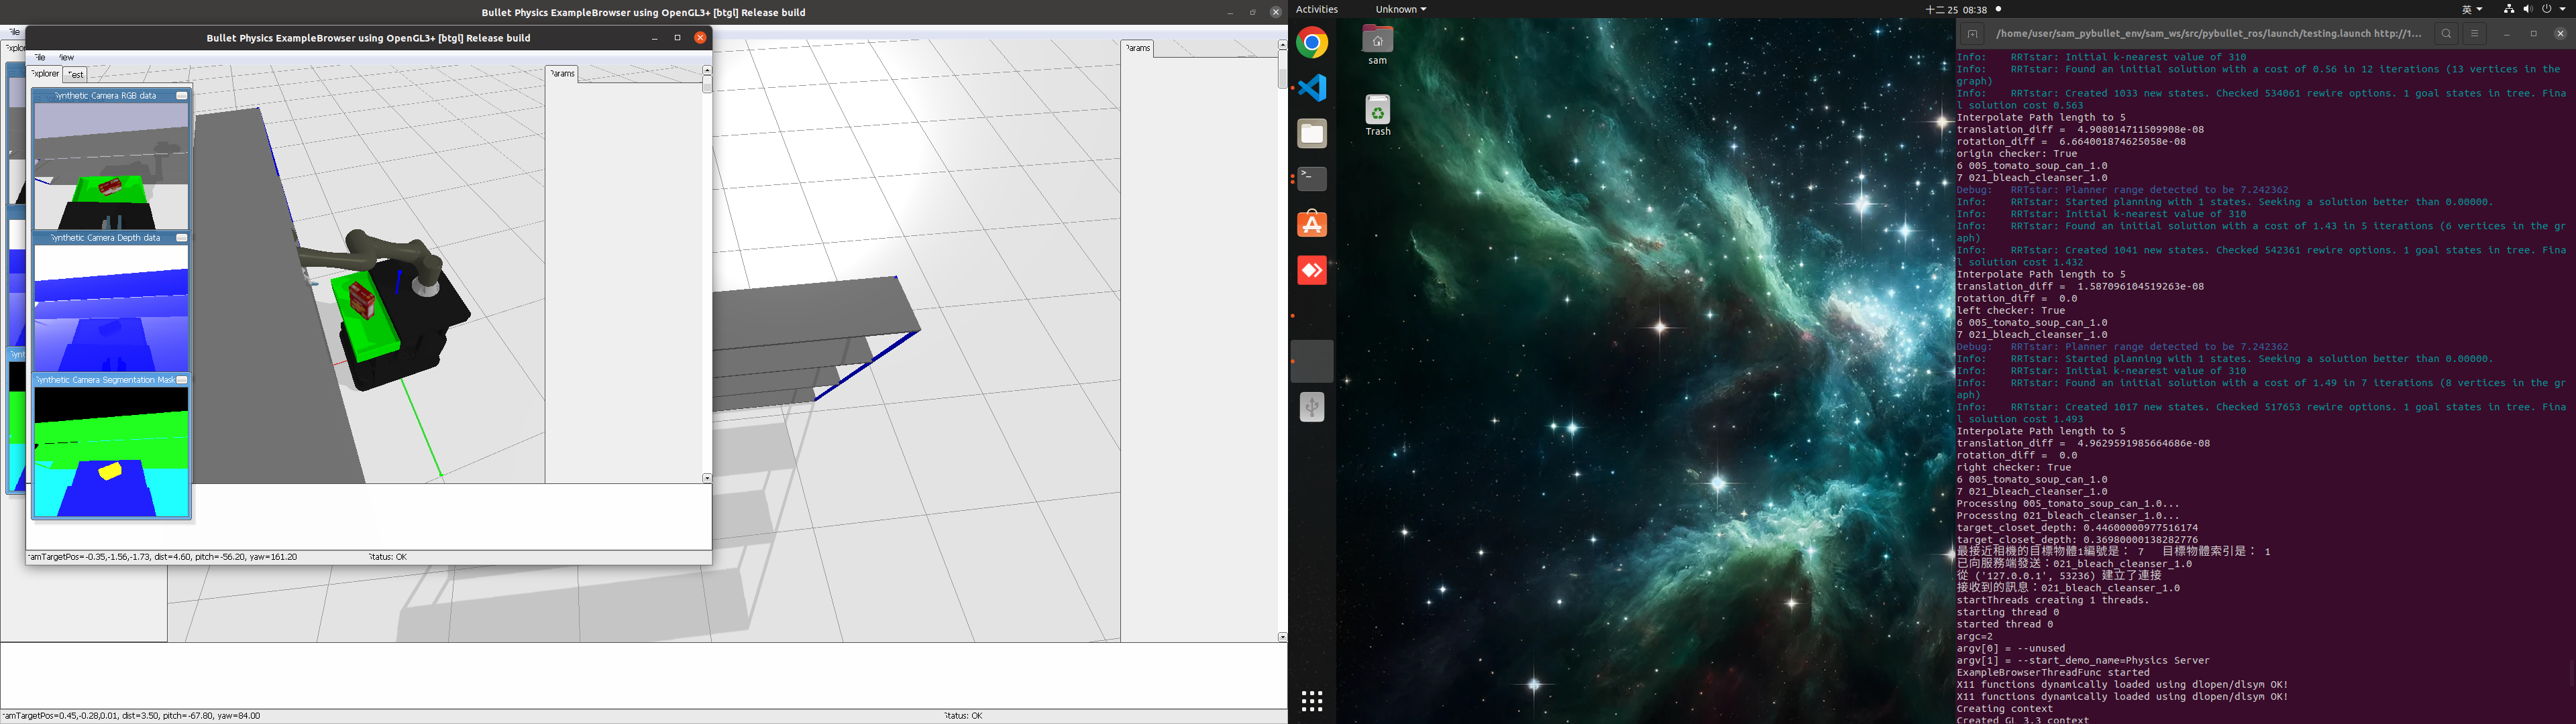 Bullet Physics ExampleBrowser using OpenGL3+ [btgl] Release build
Bullet Physics ExampleBrowser using OpenGL3+ [btgl] Release build
File View
Explorer Test
Params
Synthetic Camera RGB data
Synthetic Camera Depth data
Synthetic Camera Segmentation Mask
amTargetPos=-0.35,-1.56,-1.73, dist=4.60, pitch=-56.20, yaw=161.20
Status: OK
Params
amTargetPos=0.45,-0.28,0.01, dist=3.50, pitch=-67.80, yaw=84.00
Status: OK
Activities
Unknown
十二 25 08:38
英
sam
Trash
/home/user/sam_pybullet_env/sam_ws/src/pybullet_ros/launch/testing.launch http://1...
Info: RRTstar: Initial k-nearest value of 310
Info: RRTstar: Found an initial solution with a cost of 0.56 in 12 iterations (13 vertices in the
graph)
Info: RRTstar: Created 1033 new states. Checked 534061 rewire options. 1 goal states in tree. Fina
l solution cost 0.563
Interpolate Path length to 5
translation_diff = 4.908014711509908e-08
rotation_diff = 6.664001874625058e-08
origin checker: True
6 005_tomato_soup_can_1.0
7 021_bleach_cleanser_1.0
Debug: RRTstar: Planner range detected to be 7.242362
Info: RRTstar: Started planning with 1 states. Seeking a solution better than 0.00000.
Info: RRTstar: Initial k-nearest value of 310
Info: RRTstar: Found an initial solution with a cost of 1.43 in 5 iterations (6 vertices in the gr
aph)
Info: RRTstar: Created 1041 new states. Checked 542361 rewire options. 1 goal states in tree. Fina
l solution cost 1.432
Interpolate Path length to 5
translation_diff = 1.587096104519263e-08
rotation_diff = 0.0
left checker: True
6 005_tomato_soup_can_1.0
7 021_bleach_cleanser_1.0
Debug: RRTstar: Planner range detected to be 7.242362
Info: RRTstar: Started planning with 1 states. Seeking a solution better than 0.00000.
Info: RRTstar: Initial k-nearest value of 310
Info: RRTstar: Found an initial solution with a cost of 1.49 in 7 iterations (8 vertices in the gr
aph)
Info: RRTstar: Created 1017 new states. Checked 517653 rewire options. 1 goal states in tree. Fina
l solution cost 1.493
Interpolate Path length to 5
translation_diff = 4.9629591985664686e-08
rotation_diff = 0.0
right checker: True
6 005_tomato_soup_can_1.0
7 021_bleach_cleanser_1.0
Processing 005_tomato_soup_can_1.0...
Processing 021_bleach_cleanser_1.0...
target_closet_depth: 0.44600000977516174
target_closet_depth: 0.36980000138282776
最接近相機的目標物體1編號是： 7 目標物體索引是： 1
已向服務端發送：021_bleach_cleanser_1.0
從 ('127.0.0.1', 53236) 建立了連接
接收到的訊息：021_bleach_cleanser_1.0
startThreads creating 1 threads.
starting thread 0
started thread 0
argc=2
argv[0] = --unused
argv[1] = --start_demo_name=Physics Server
ExampleBrowserThreadFunc started
X11 functions dynamically loaded using dlopen/dlsym OK!
X11 functions dynamically loaded using dlopen/dlsym OK!
Creating context
Created GL 3.3 context